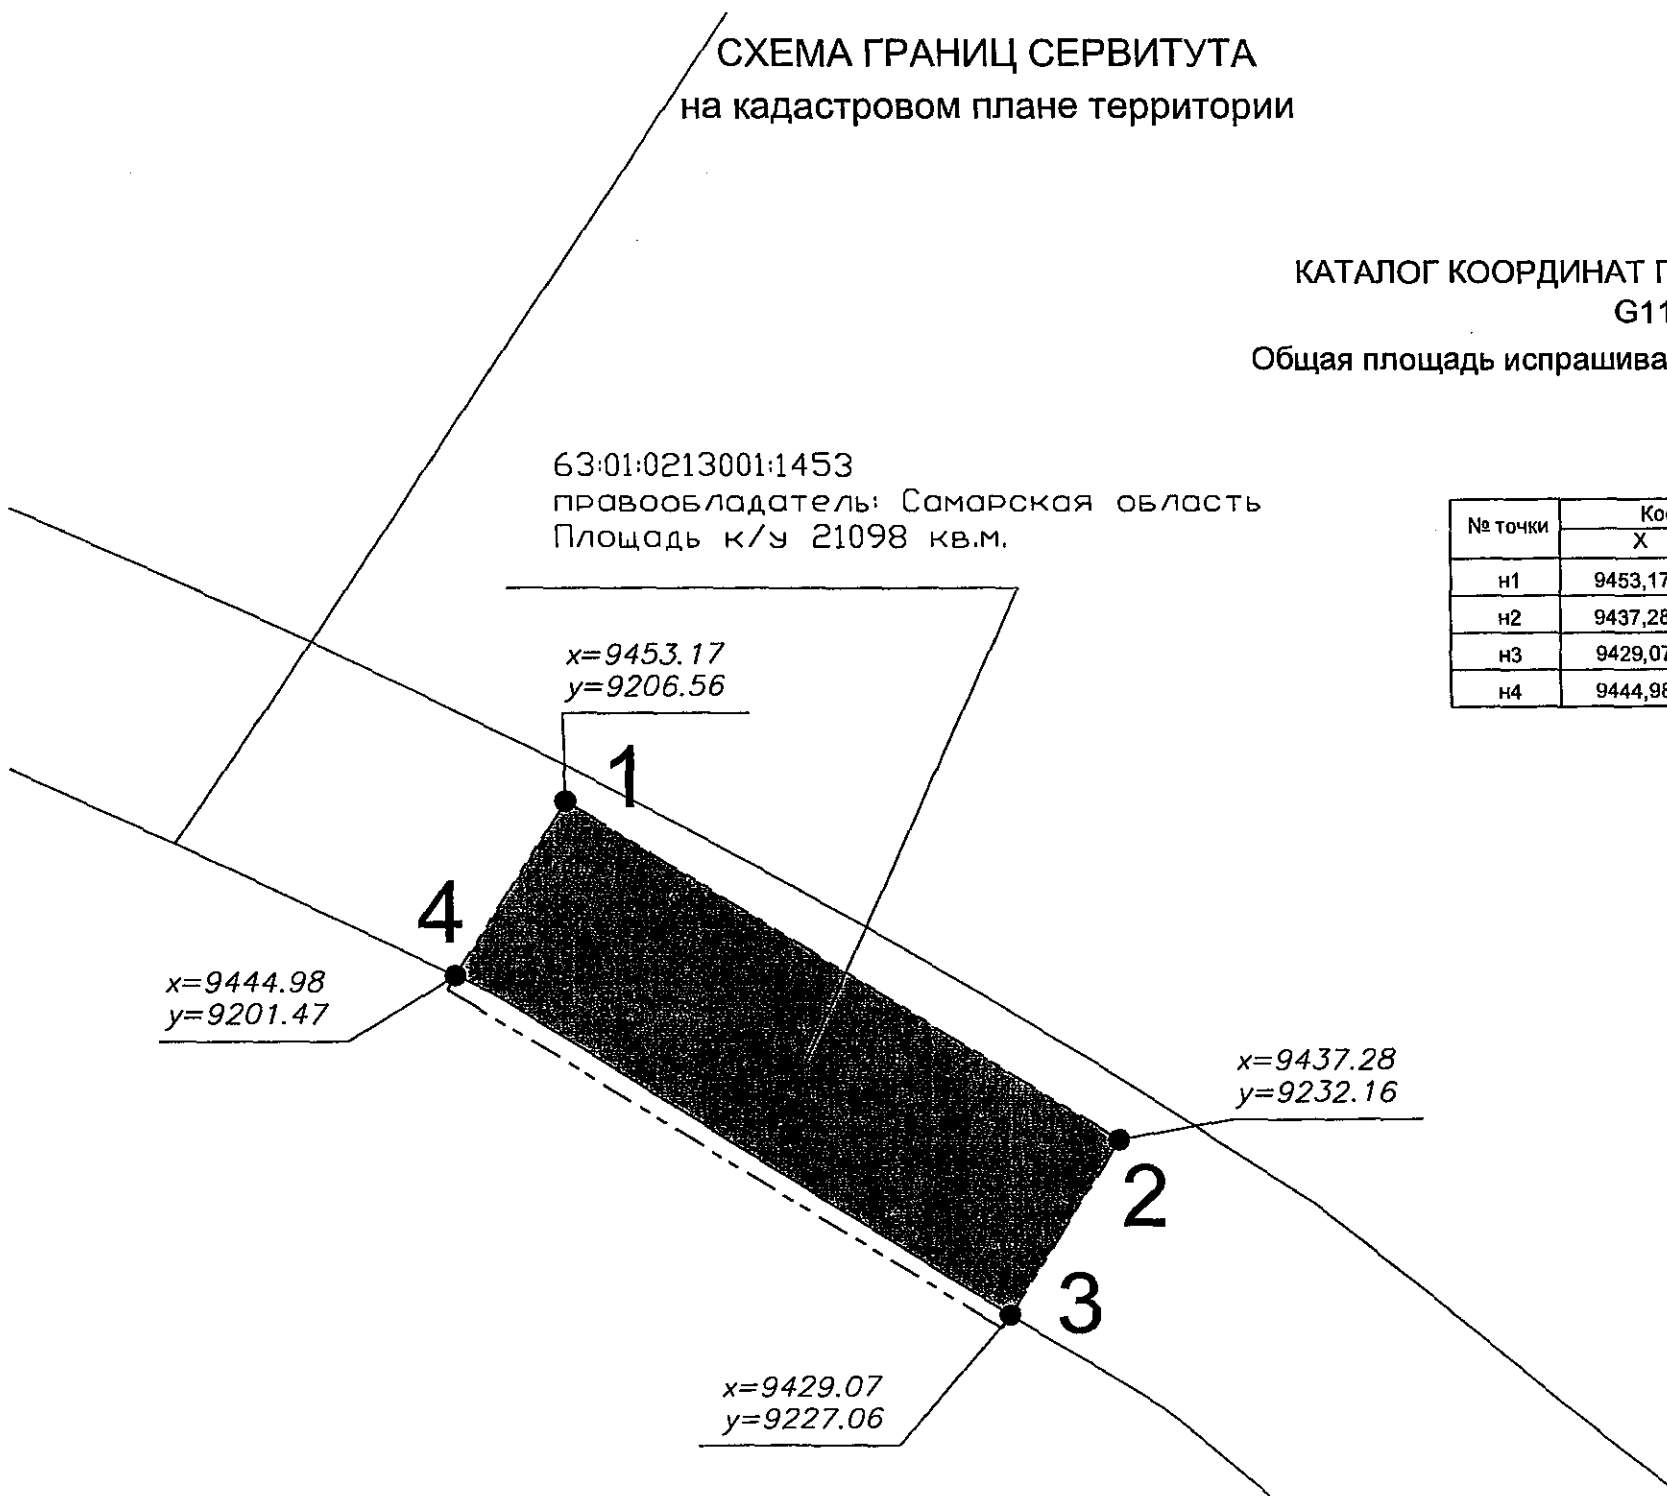 СХЕМА ГРАНИЦ СЕРВИТУТА
на кадастровом плане территории
КАТАЛОГ КООРДИНАТ
G11
Общая площадь
63:01:0213001:1453
правообладатель: Самарская область
Площадь к/у 21098 кв.м.
№ точки
X
н1 9453,17
н2 9437,28
н3 9429,07
н4 9444,98
x=9453.17
y=9206.56
1
4
x=9444.98
y=9201.47
x=9437.28
y=9232.16
2
3
x=9429.07
y=9227.06